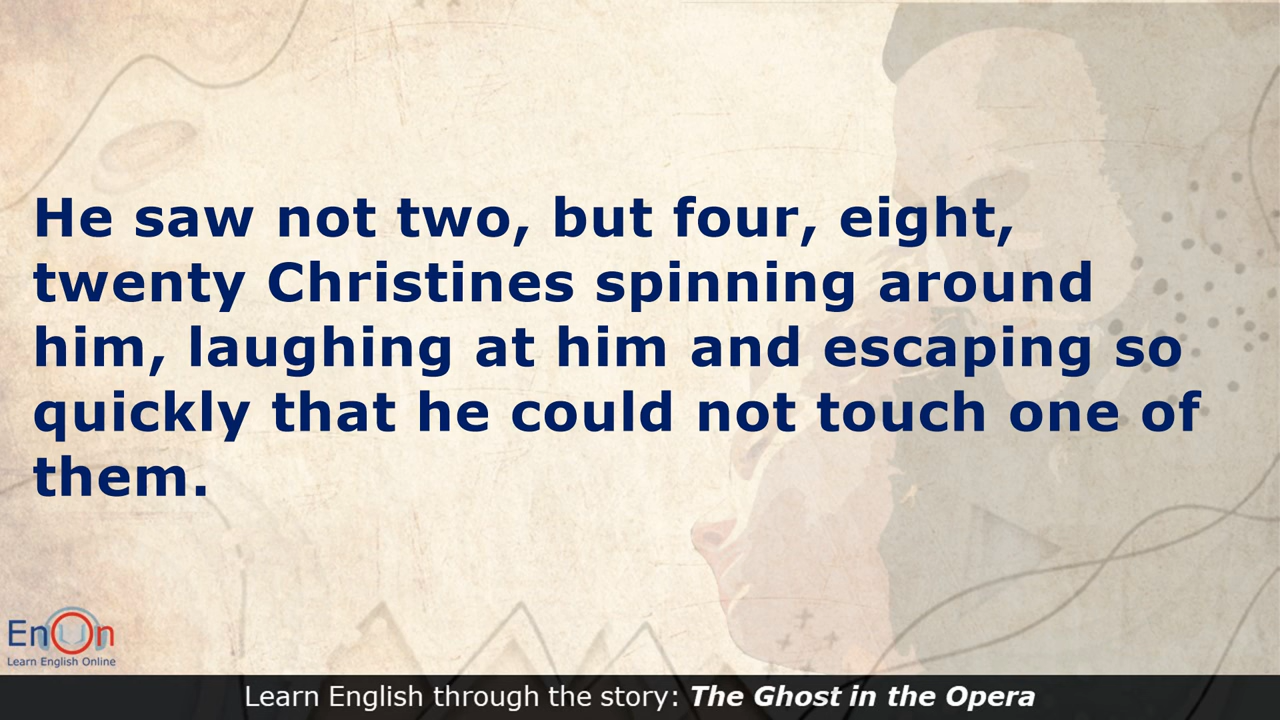 He saw not two, but four, eight,
twenty Christines spinning around
him, laughing at him and escaping so
quickly that he could not touch one of
them.
EnOn
Learn English Online
Learn English through the story: The Ghost in the Opera